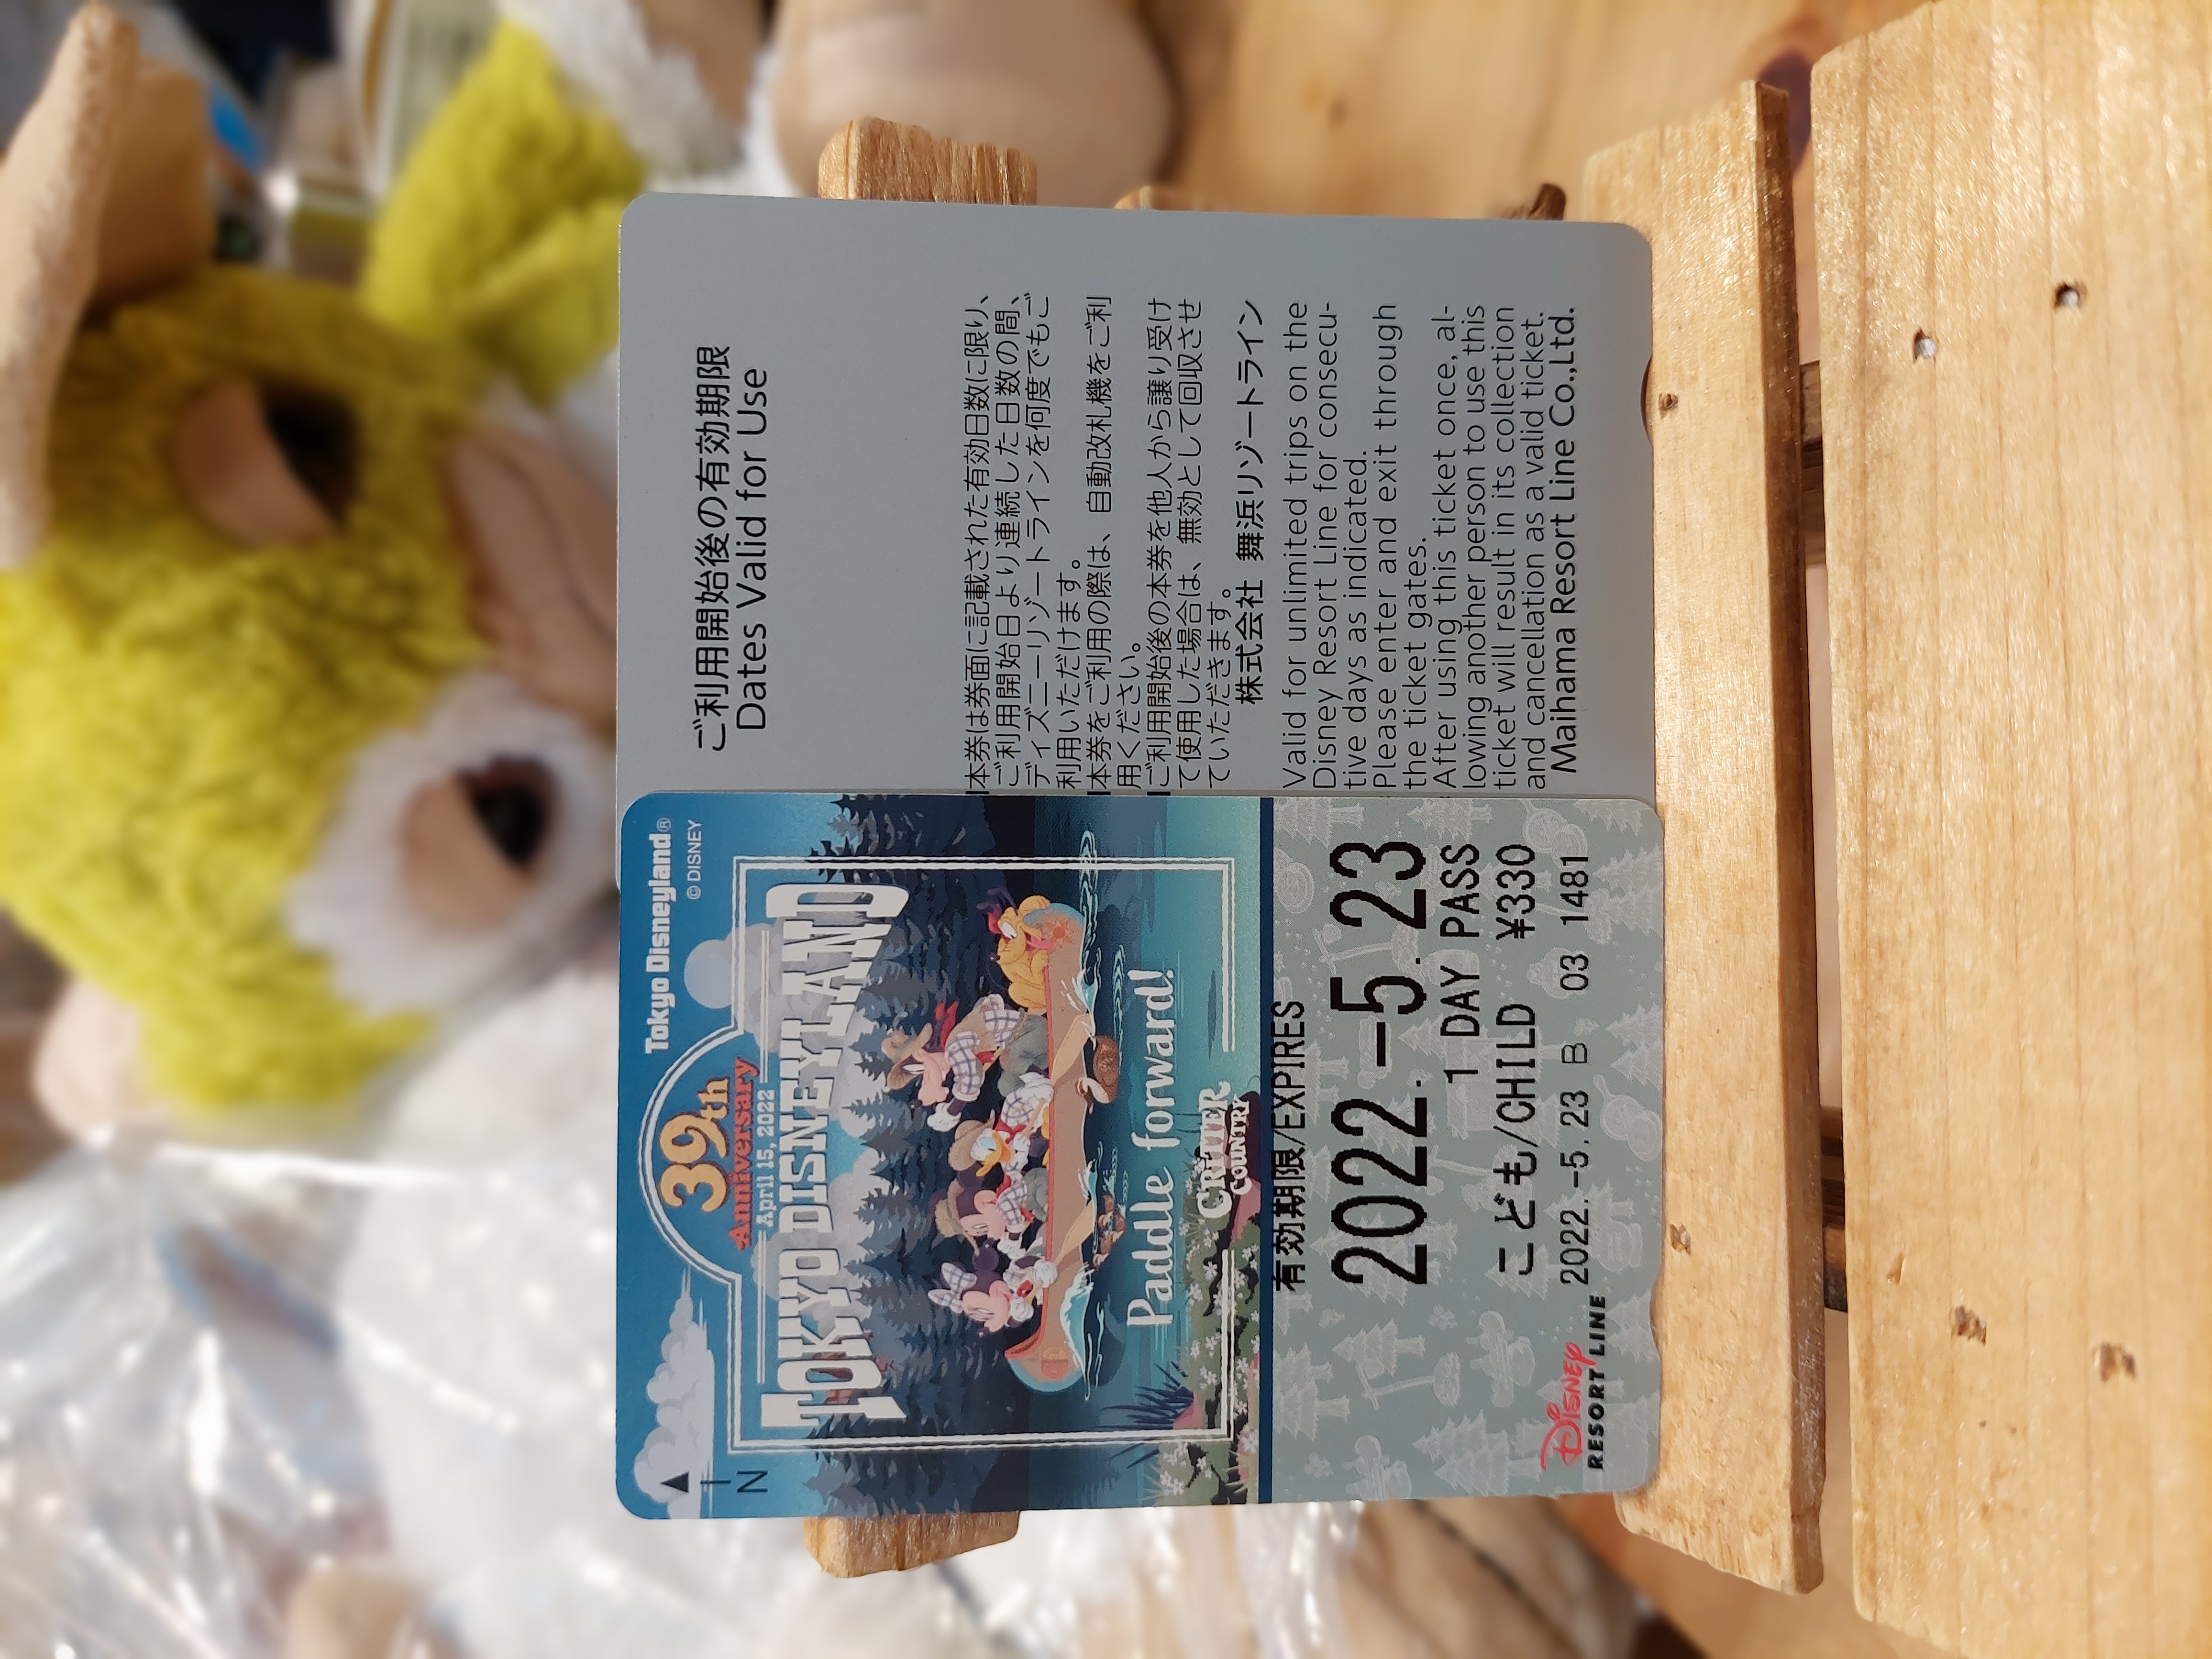 Tokyo Disneyland®
© DISNEY
39th
Anniversary
April 15, 2022
TOKYO DISNEYLAND
Paddle forward!
CRITTER
COUNTRY
IN
有効期限/EXPIRES
2022.-5.23
1 DAY PASS
こども/CHILD ¥330
2022.-5.23 B 03 1481
Disney
RESORT LINE
ご利用開始後の有効期限
Dates Valid for Use
本券は券面に記載された有効日数に限り、
ご利用開始日より連続した日数の間、
ディズニーリゾートラインを何度でもご
利用いただけます。
本券をご利用の際は、自動改札機をご利
用ください。
ご利用開始後の本券を他人から譲り受け
て使用した場合は、無効として回収させ
ていただきます。
株式会社 舞浜リゾートライン
Valid for unlimited trips on the
Disney Resort Line for consecu-
tive days as indicated.
Please enter and exit through
the ticket gates.
After using this ticket once, al-
lowing another person to use this
ticket will result in its collection
and cancellation as a valid ticket.
Maihama Resort Line Co.,Ltd.